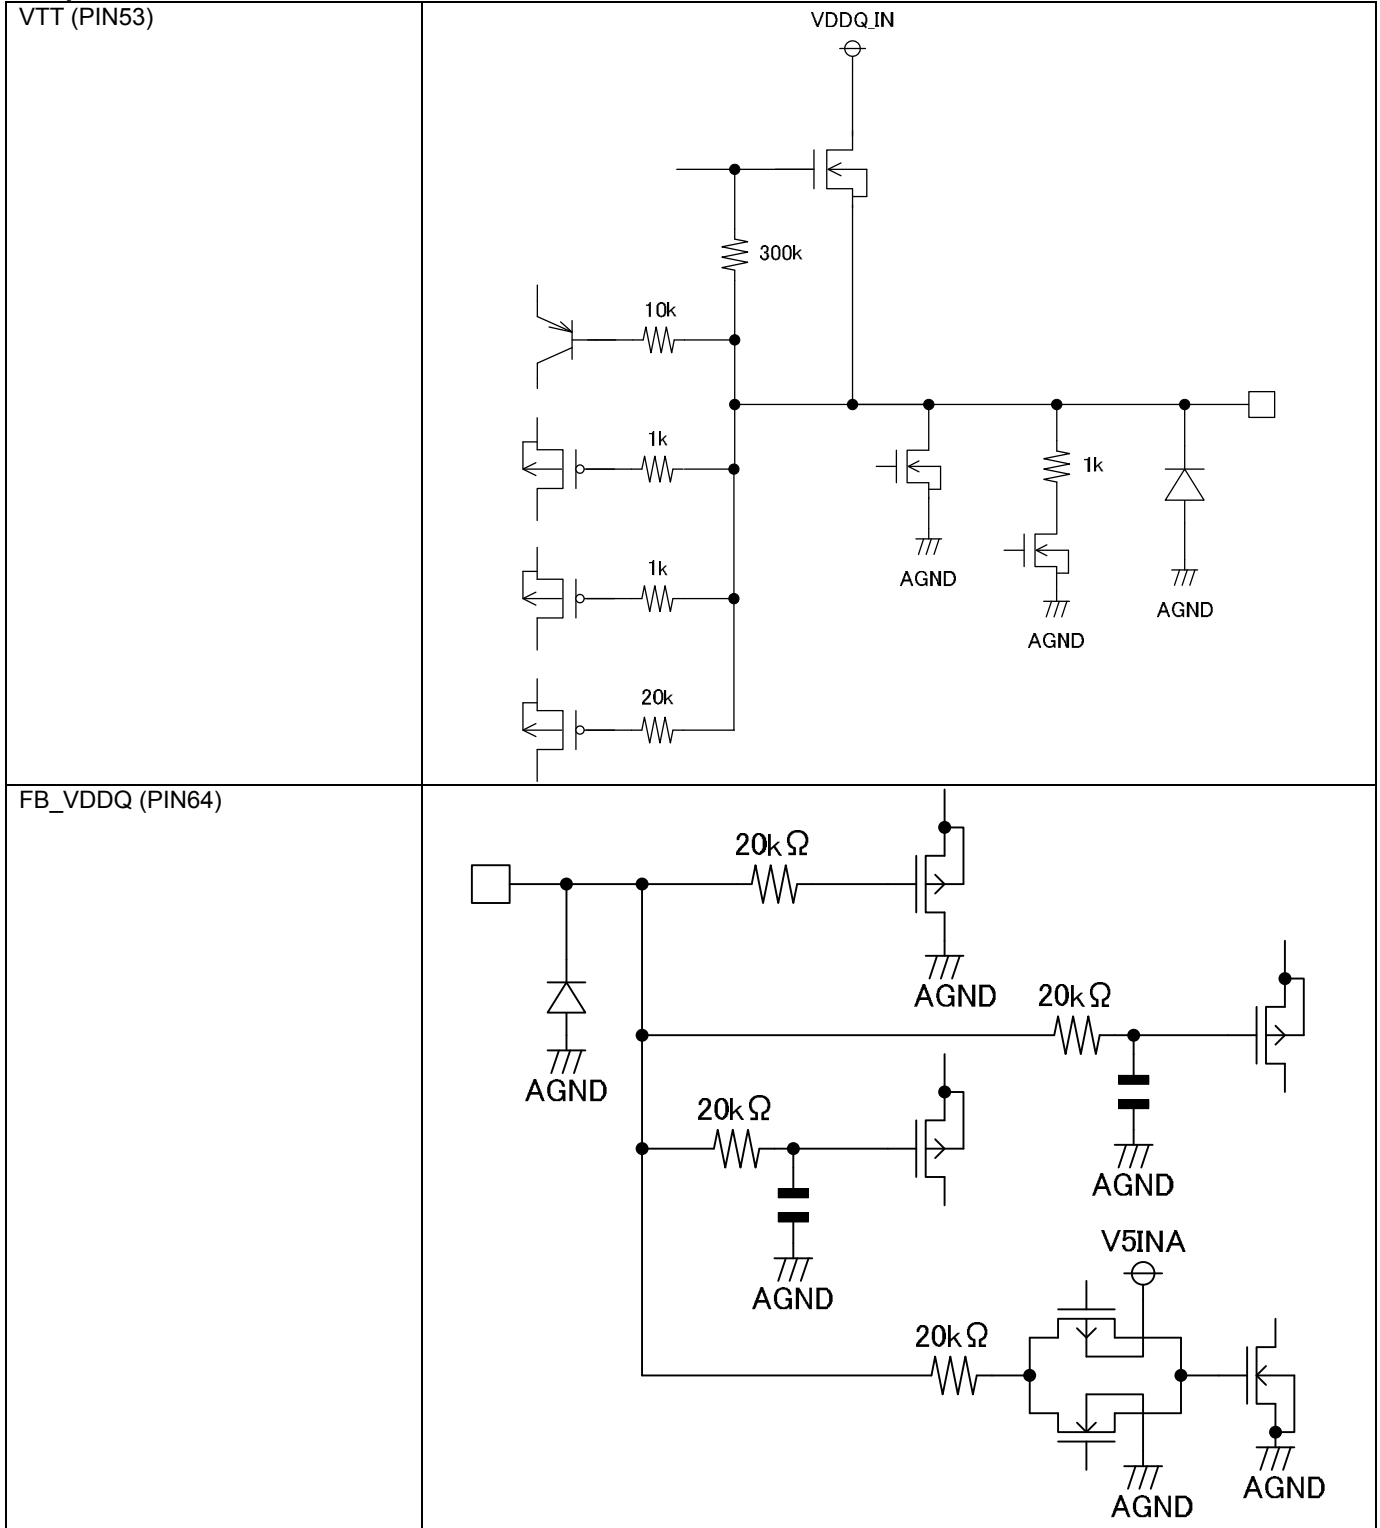 VTT (PIN53)
VDDQ_IN
300k
10k
1k
1k
1k
AGND
AGND
1k
AGND
20k
FB_VDDQ (PIN64)
20kΩ
AGND
20kΩ
AGND
20kΩ
AGND
AGND
V5INA
20kΩ
AGND
AGND